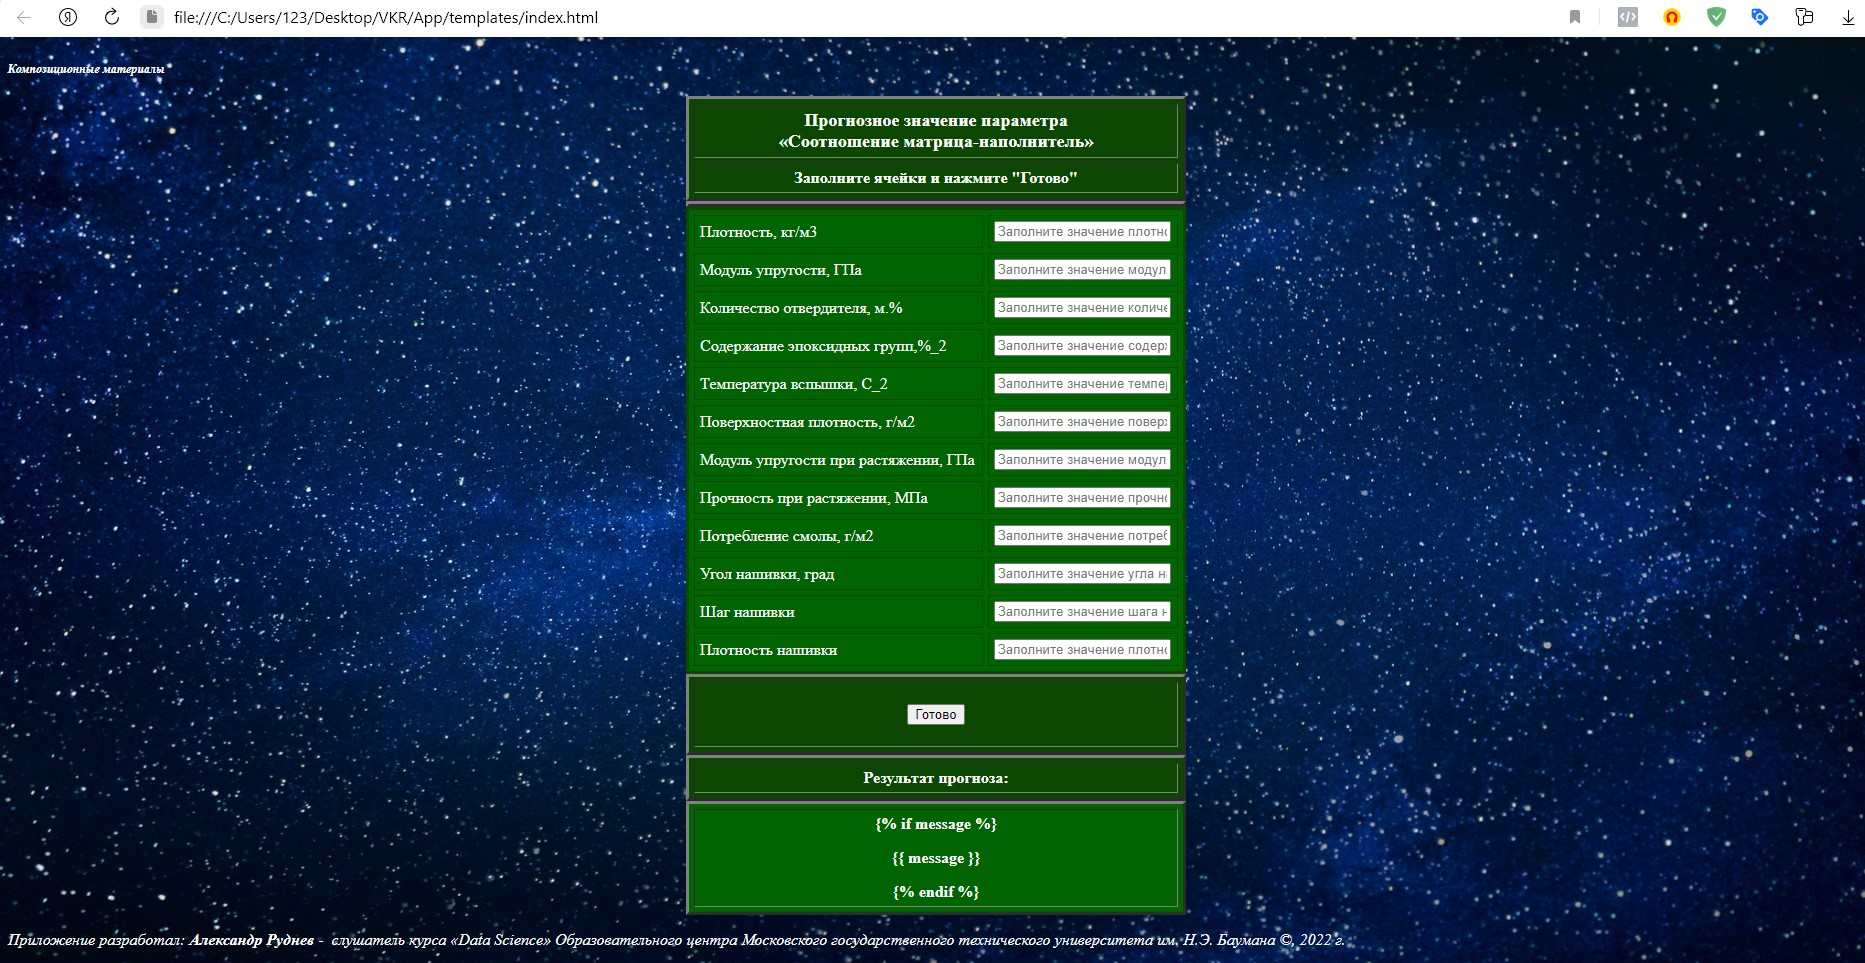 file:///C:/Users/123/Desktop/VKR/App/templates/index.html
Композиционные материалы
Прогнозное значение параметра
«Соотношение матрица-наполнитель»
Заполните ячейки и нажмите "Готово"
Плотность, кг/м3 Заполните значение плотно
Модуль упругости, ГПа Заполните значение модул
Количество отвердителя, м.% Заполните значение количе
Содержание эпоксидных групп,%_2 Заполните значение содерж
Температура вспышки, С_2 Заполните значение темпер
Поверхностная плотность, г/м2 Заполните значение поверх
Модуль упругости при растяжении, ГПа Заполните значение модул
Прочность при растяжении, МПа Заполните значение прочно
Потребление смолы, г/м2 Заполните значение потреб
Угол нашивки, град Заполните значение угла на
Шаг нашивки Заполните значение шага н
Плотность нашивки Заполните значение плотно
Готово
Результат прогноза:
{% if message %}
{{ message }}
{% endif %}
Приложение разработал: Александр Руднев - слушатель курса «Data Science» Образовательного центра Московского государственного технического университета им. Н.Э. Баумана ©, 2022 г.